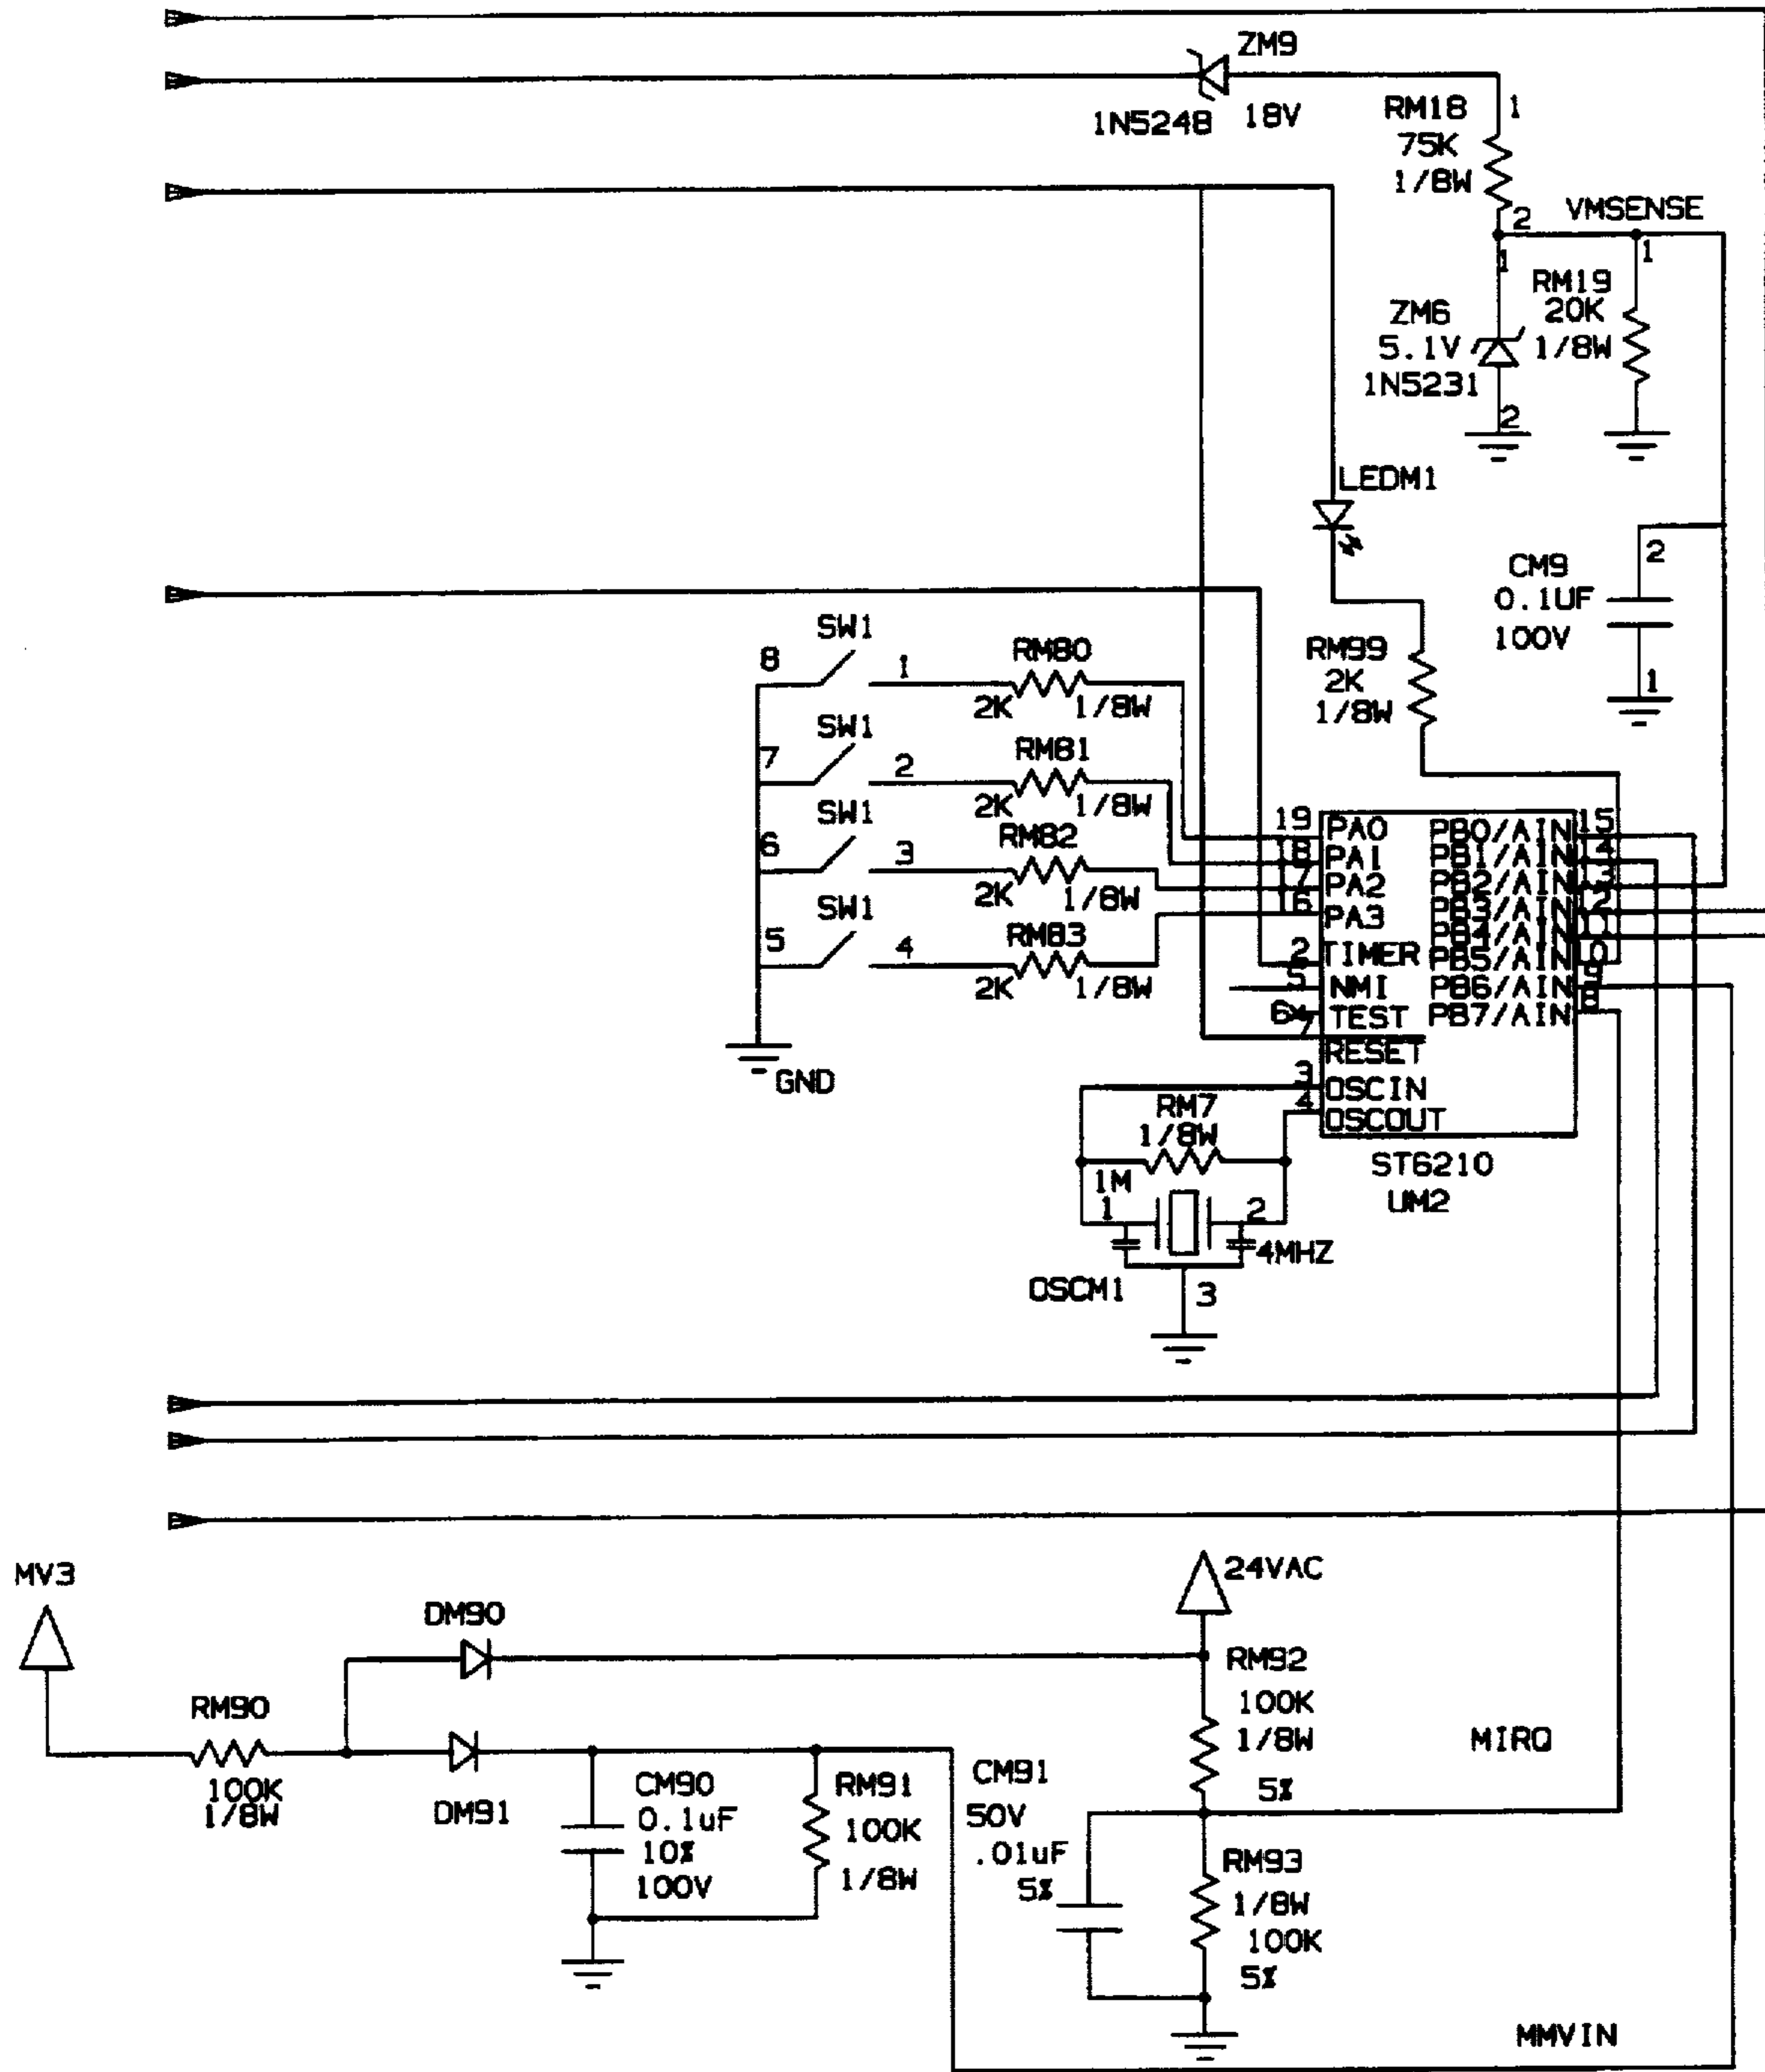 ZM9
1N5248 18V
RM18 1
75K
1/8W
2 VMSENSE
1 1
RM19
20K
1/8W
ZM6
5.1V
1N5231
2
LEDM1
2
CM9
0.1UF
100V
1
SW1
8 1
RM80
2K 1/8W
RM99
2K
1/8W
SW1
7 2
RM81
2K 1/8W
SW1
6 3
RM82
2K 1/8W
SW1
5 4
RM83
2K 1/8W
GND
19 PA0 PB0/AIN 15
18 PA1 PB1/AIN 14
17 PA2 PB2/AIN 13
16 PA3 PB3/AIN 12
PB4/AIN 11
2 TIMER PB5/AIN 10
5 NMI PB6/AIN 9
6x TEST PB7/AIN 8
7 RESET
3 OSCIN
4 OSCOUT
ST6210
UM2
RM7
1/8W
1M
1 2
4MHZ
OSCM1
3
MV3
24VAC
DM90
RM90
100K
1/8W
DM91
CM90
0.1uF
10%
100V
RM91
100K
1/8W
CM91
50V
.01uF
5%
RM92
100K
1/8W
5%
MIRQ
RM93
1/8W
100K
5%
MMVIN